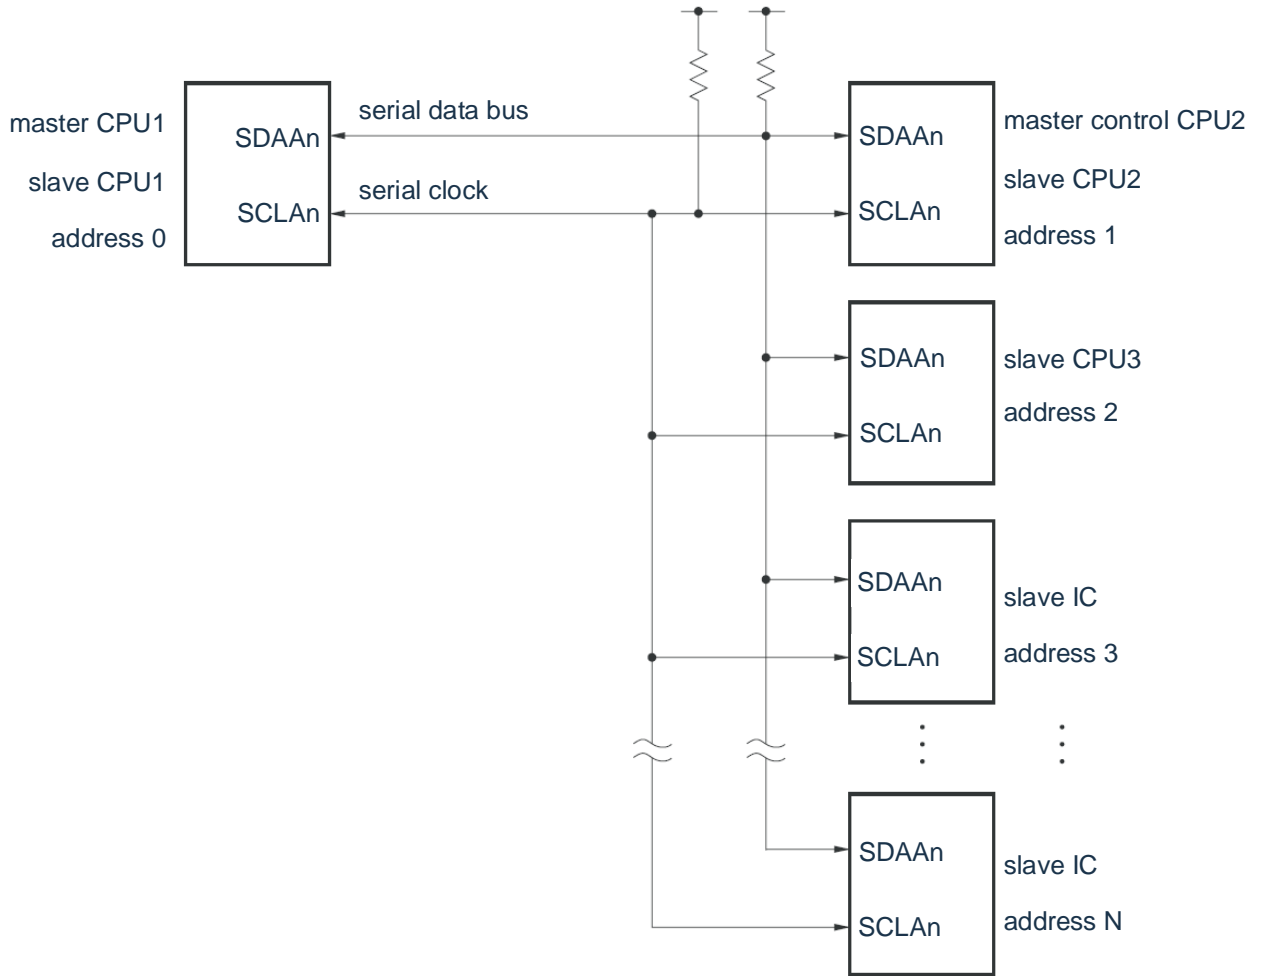 master CPU1
slave CPU1
address 0
SDAAn
SCLAn
serial data bus
serial clock
SDAAn
SCLAn
master control CPU2
slave CPU2
address 1
SDAAn
SCLAn
slave CPU3
address 2
SDAAn
SCLAn
slave IC
address 3
SDAAn
SCLAn
slave IC
address N